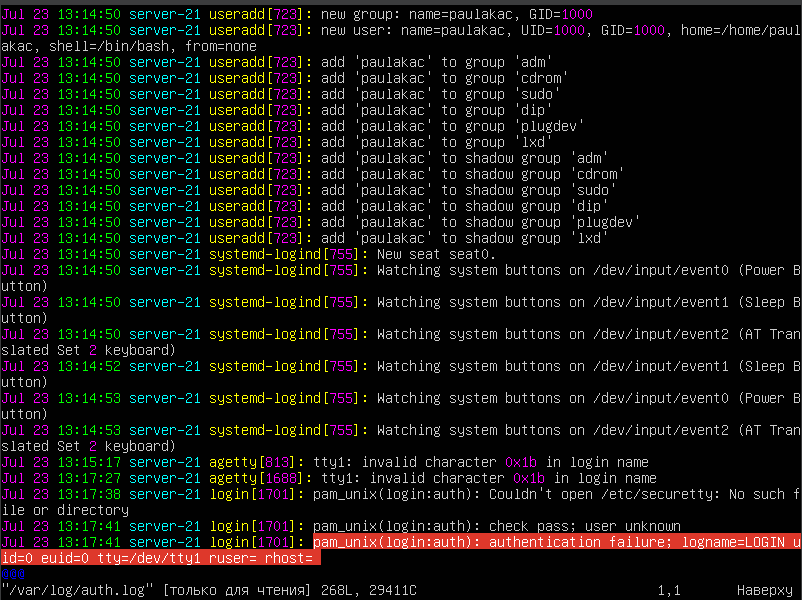 Jul 23 13:14:50 server-21 useradd[723]: new group: name=paulakac, GID=1000
Jul 23 13:14:50 server-21 useradd[723]: new user: name=paulakac, UID=1000, GID=1000, home=/home/paul
akac, shell=/bin/bash, from=none
Jul 23 13:14:50 server-21 useradd[723]: add 'paulakac' to group 'adm'
Jul 23 13:14:50 server-21 useradd[723]: add 'paulakac' to group 'cdrom'
Jul 23 13:14:50 server-21 useradd[723]: add 'paulakac' to group 'sudo'
Jul 23 13:14:50 server-21 useradd[723]: add 'paulakac' to group 'dip'
Jul 23 13:14:50 server-21 useradd[723]: add 'paulakac' to group 'plugdev'
Jul 23 13:14:50 server-21 useradd[723]: add 'paulakac' to group 'lxd'
Jul 23 13:14:50 server-21 useradd[723]: add 'paulakac' to shadow group 'adm'
Jul 23 13:14:50 server-21 useradd[723]: add 'paulakac' to shadow group 'cdrom'
Jul 23 13:14:50 server-21 useradd[723]: add 'paulakac' to shadow group 'sudo'
Jul 23 13:14:50 server-21 useradd[723]: add 'paulakac' to shadow group 'dip'
Jul 23 13:14:50 server-21 useradd[723]: add 'paulakac' to shadow group 'plugdev'
Jul 23 13:14:50 server-21 useradd[723]: add 'paulakac' to shadow group 'lxd'
Jul 23 13:14:50 server-21 systemd-logind[755]: New seat seat0.
Jul 23 13:14:50 server-21 systemd-logind[755]: Watching system buttons on /dev/input/event0 (Power B
utton)
Jul 23 13:14:50 server-21 systemd-logind[755]: Watching system buttons on /dev/input/event1 (Sleep B
utton)
Jul 23 13:14:50 server-21 systemd-logind[755]: Watching system buttons on /dev/input/event2 (AT Tran
slated Set 2 keyboard)
Jul 23 13:14:52 server-21 systemd-logind[755]: Watching system buttons on /dev/input/event1 (Sleep B
utton)
Jul 23 13:14:53 server-21 systemd-logind[755]: Watching system buttons on /dev/input/event0 (Power B
utton)
Jul 23 13:14:53 server-21 systemd-logind[755]: Watching system buttons on /dev/input/event2 (AT Tran
slated Set 2 keyboard)
Jul 23 13:15:17 server-21 agetty[813]: tty1: invalid character 0x1b in login name
Jul 23 13:17:27 server-21 agetty[1688]: tty1: invalid character 0x1b in login name
Jul 23 13:17:38 server-21 login[1701]: pam_unix(login:auth): Couldn't open /etc/securetty: No such f
ile or directory
Jul 23 13:17:41 server-21 login[1701]: pam_unix(login:auth): check pass; user unknown
Jul 23 13:17:41 server-21 login[1701]: pam_unix(login:auth): authentication failure; logname=LOGIN u
id=0 euid=0 tty=/dev/tty1 ruser= rhost=
@@@
"/var/log/auth.log" [только для чтения] 268L, 29411C 1,1 Наверху